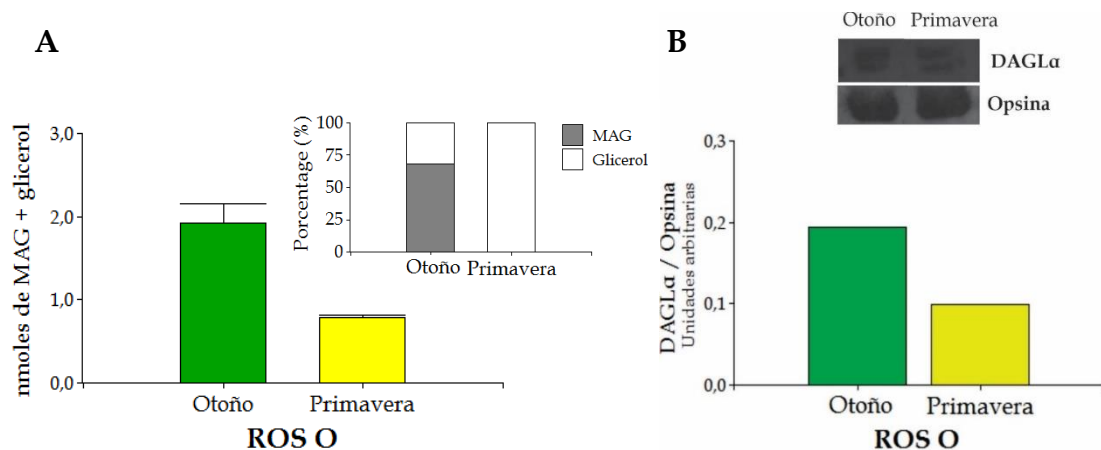 A
nmoles de MAG + glicerol
3,0
2,0
1,0
0,0
Otoño Primavera
ROS O
Porcentage (%)
100
75
50
25
0
Otoño Primavera
MAG
Glicerol
B
Otoño Primavera
DAGLα
Opsina
DAGLα / Opsina
Unidades arbitrarias
0,3
0,2
0,1
0,0
Otoño Primavera
ROS O